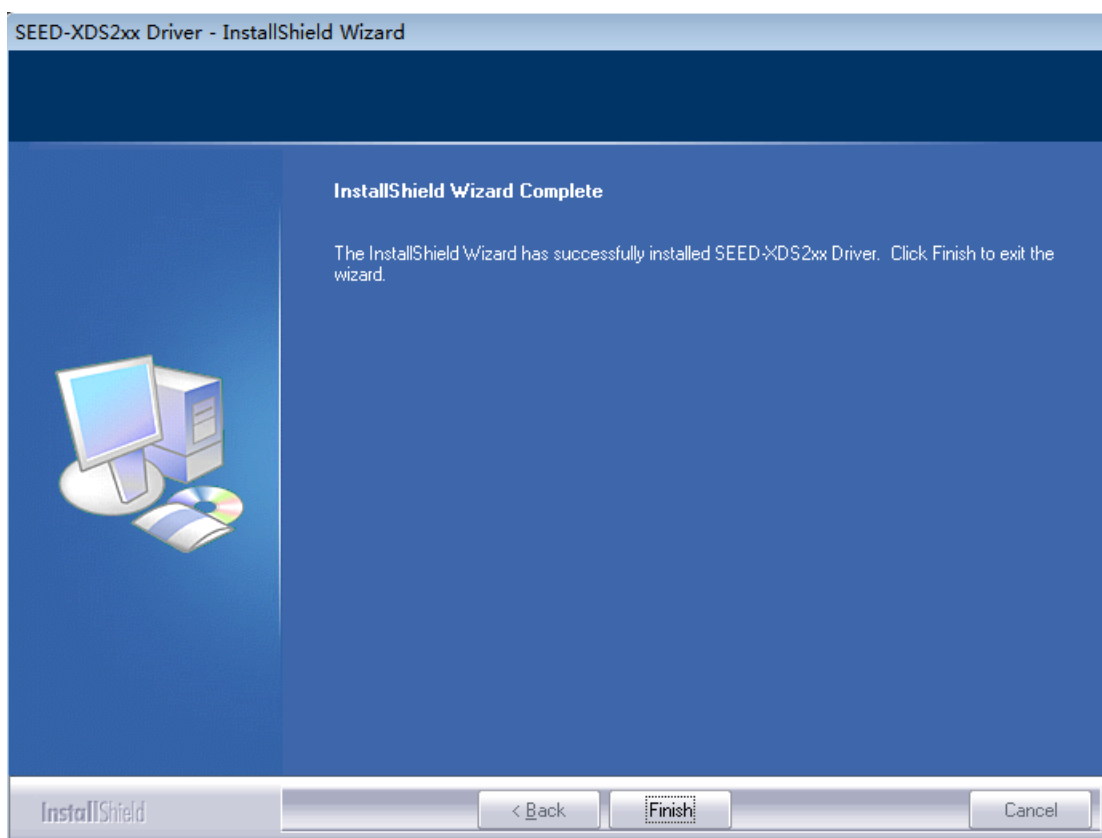 SEED-XDS2xx Driver - InstallShield Wizard
InstallShield Wizard Complete
The InstallShield Wizard has successfully installed SEED-XDS2xx Driver. Click Finish to exit the
wizard.
InstallShield
< Back
Finish
Cancel